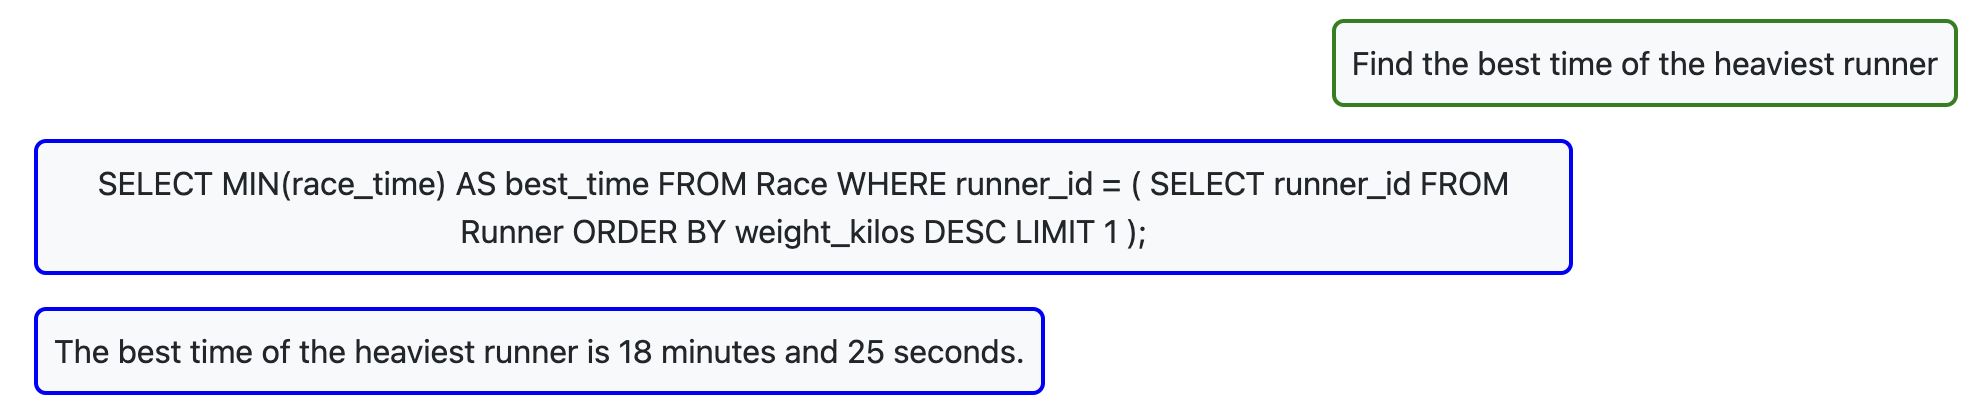 Find the best time of the heaviest runner
SELECT MIN(race_time) AS best_time FROM Race WHERE runner_id = ( SELECT runner_id FROM
Runner ORDER BY weight_kilos DESC LIMIT 1 );
The best time of the heaviest runner is 18 minutes and 25 seconds.